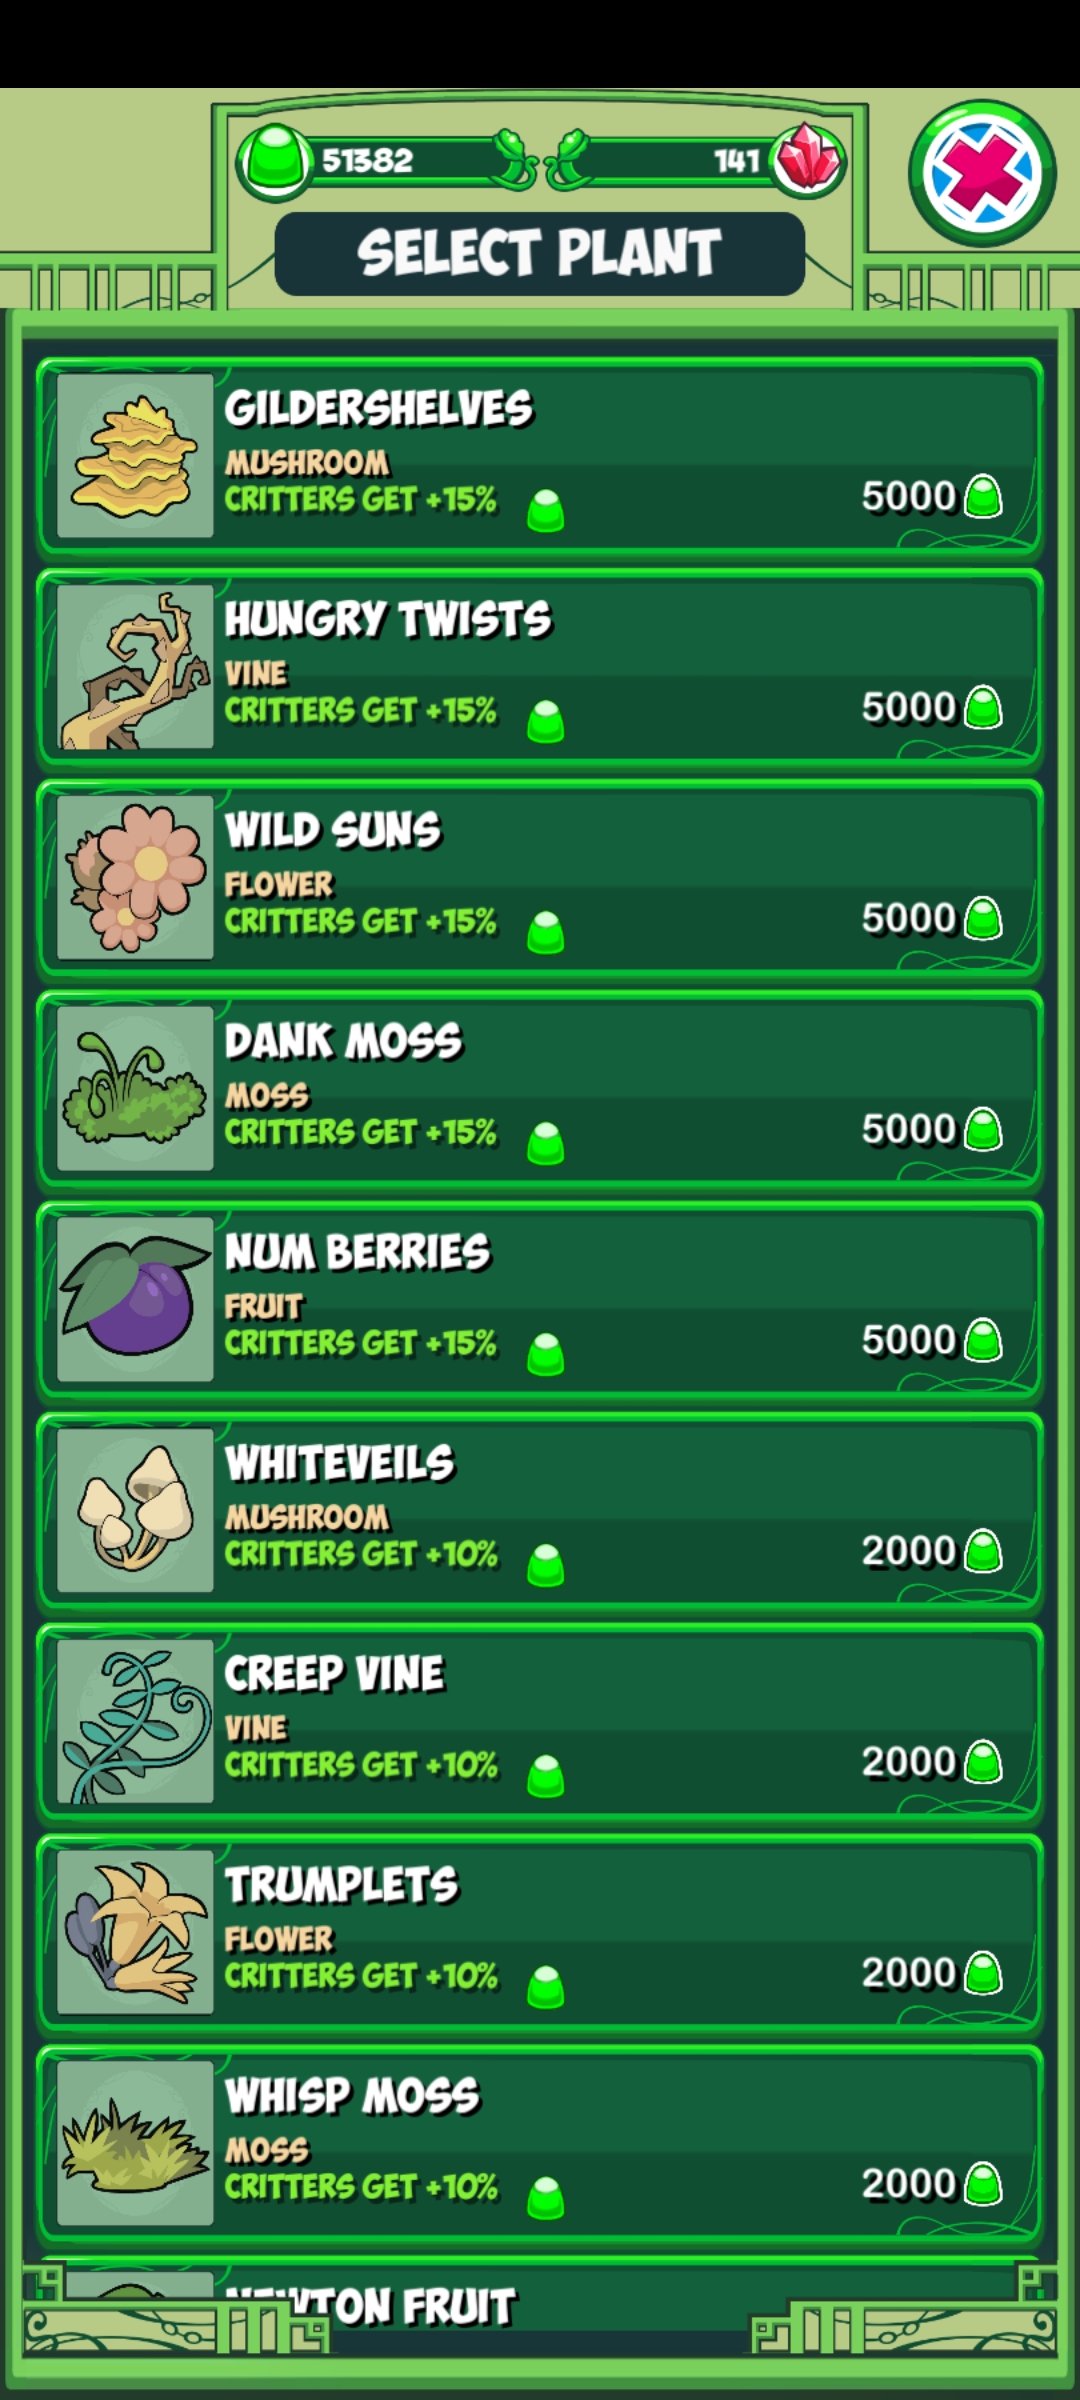 51382
141
SELECT PLANT
GILDERSHELVES
MUSHROOM
CRITTERS GET +15%
5000
HUNGRY TWISTS
VINE
CRITTERS GET +15%
5000
WILD SUNS
FLOWER
CRITTERS GET +15%
5000
DANK MOSS
MOSS
CRITTERS GET +15%
5000
NUM BERRIES
FRUIT
CRITTERS GET +15%
5000
WHITEVEILS
MUSHROOM
CRITTERS GET +10%
2000
CREEP VINE
VINE
CRITTERS GET +10%
2000
TRUMPLETS
FLOWER
CRITTERS GET +10%
2000
WHISP MOSS
MOSS
CRITTERS GET +10%
2000
NEWTON FRUIT